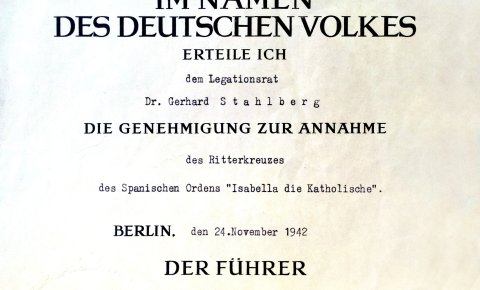 IM NAMEN
DES DEUTSCHEN VOLKES
ERTEILE ICH
dem Legationsrat
Dr. Gerhard S t a h l b e r g
DIE GENEHMIGUNG ZUR ANNAHME
des Ritterkreuzes
des Spanischen Ordens "Isabella die Katholische".
BERLIN, den 24.November 1942
DER FÜHRER